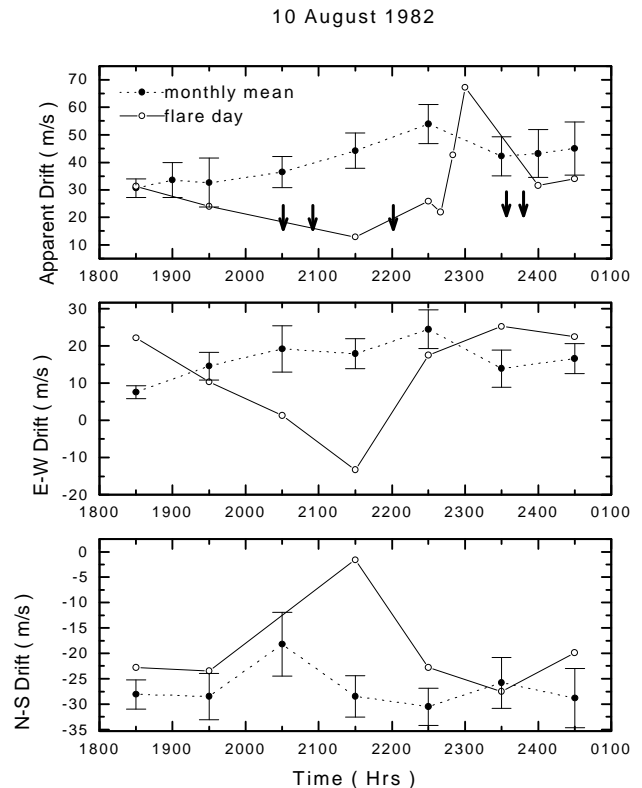 10 August 1982
monthly mean
flare day
Apparent Drift ( m/s )
70
60
50
40
30
20
10
1800 1900 2000 2100 2200 2300 2400 0100
E-W Drift ( m/s )
30
20
10
0
-10
-20
1800 1900 2000 2100 2200 2300 2400 0100
N-S Drift ( m/s )
0
-5
-10
-15
-20
-25
-30
-35
1800 1900 2000 2100 2200 2300 2400 0100
Time ( Hrs )